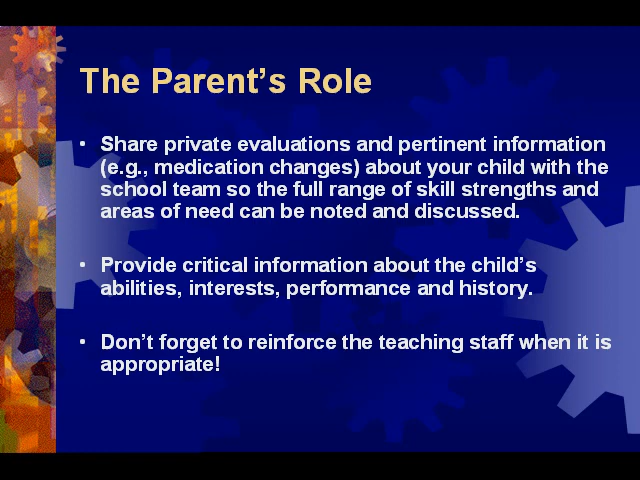 The Parent's Role
• Share private evaluations and pertinent information
(e.g., medication changes) about your child with the
school team so the full range of skill strengths and
areas of need can be noted and discussed.
• Provide critical information about the child's
abilities, interests, performance and history.
• Don't forget to reinforce the teaching staff when it is
appropriate!